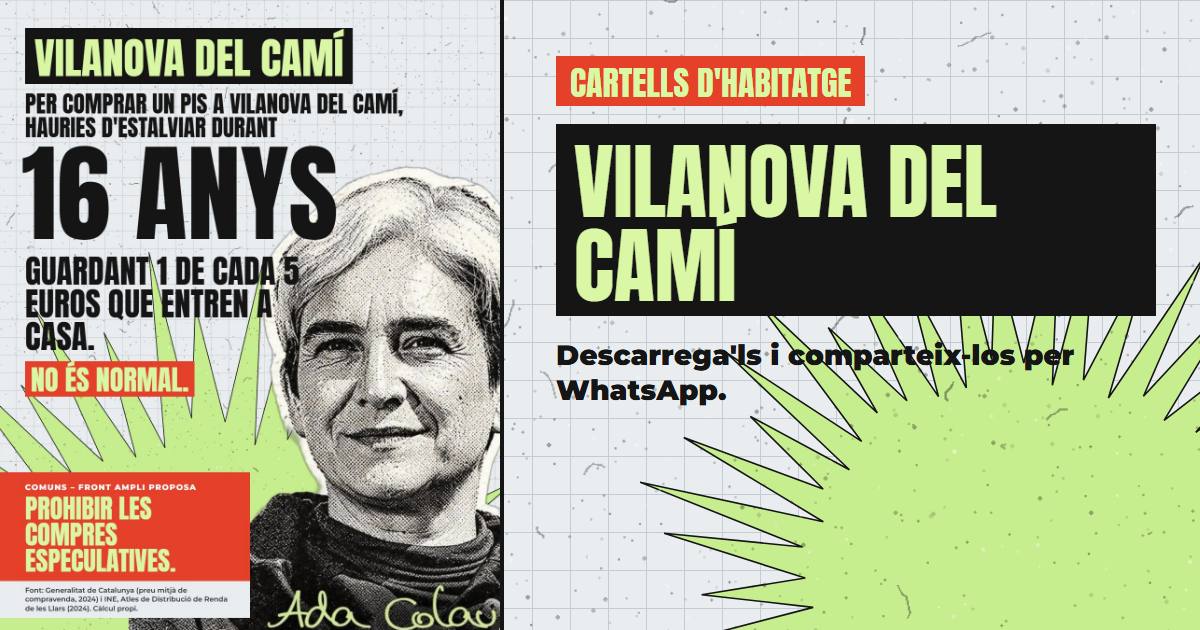 VILANOVA DEL CAMÍ
PER COMPRAR UN PIS A VILANOVA DEL CAMÍ,
HAURIES D'ESTALVIAR DURANT
16 ANYS
GUARDANT 1 DE CADA 5
EUROS QUE ENTREN A
CASA.
NO ÉS NORMAL.
COMUNS – FRONT AMPLI PROPOSA
PROHIBIR LES
COMPRES
ESPECULATIVES.
Font: Generalitat de Catalunya (preu mitjà de
compravenda, 2024) i INE, Atles de Distribució de Renda
de les Llars (2024). Càlcul propi.
Ada Colau
CARTELLS D'HABITATGE
VILANOVA DEL
CAMÍ
Descarrega'ls i comparteix-los per
WhatsApp.